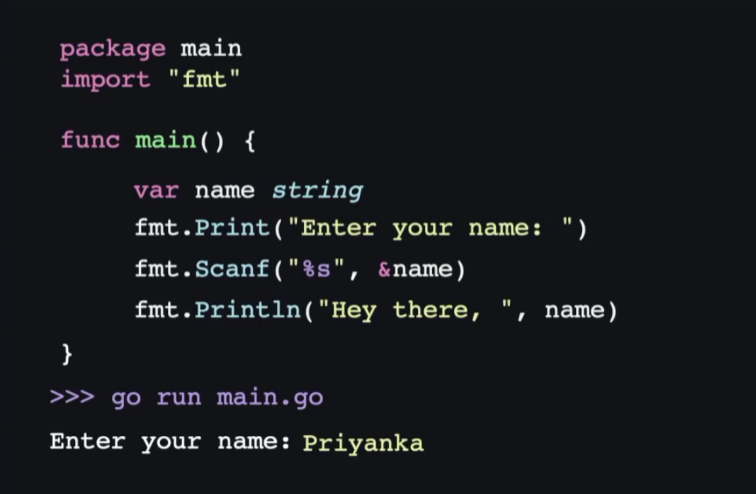 package main
import "fmt"
func main() {
var name string
fmt.Print("Enter your name: ")
fmt.Scanf("%s", &name)
fmt.Println("Hey there, ", name)
}
>>> go run main.go
Enter your name: Priyanka